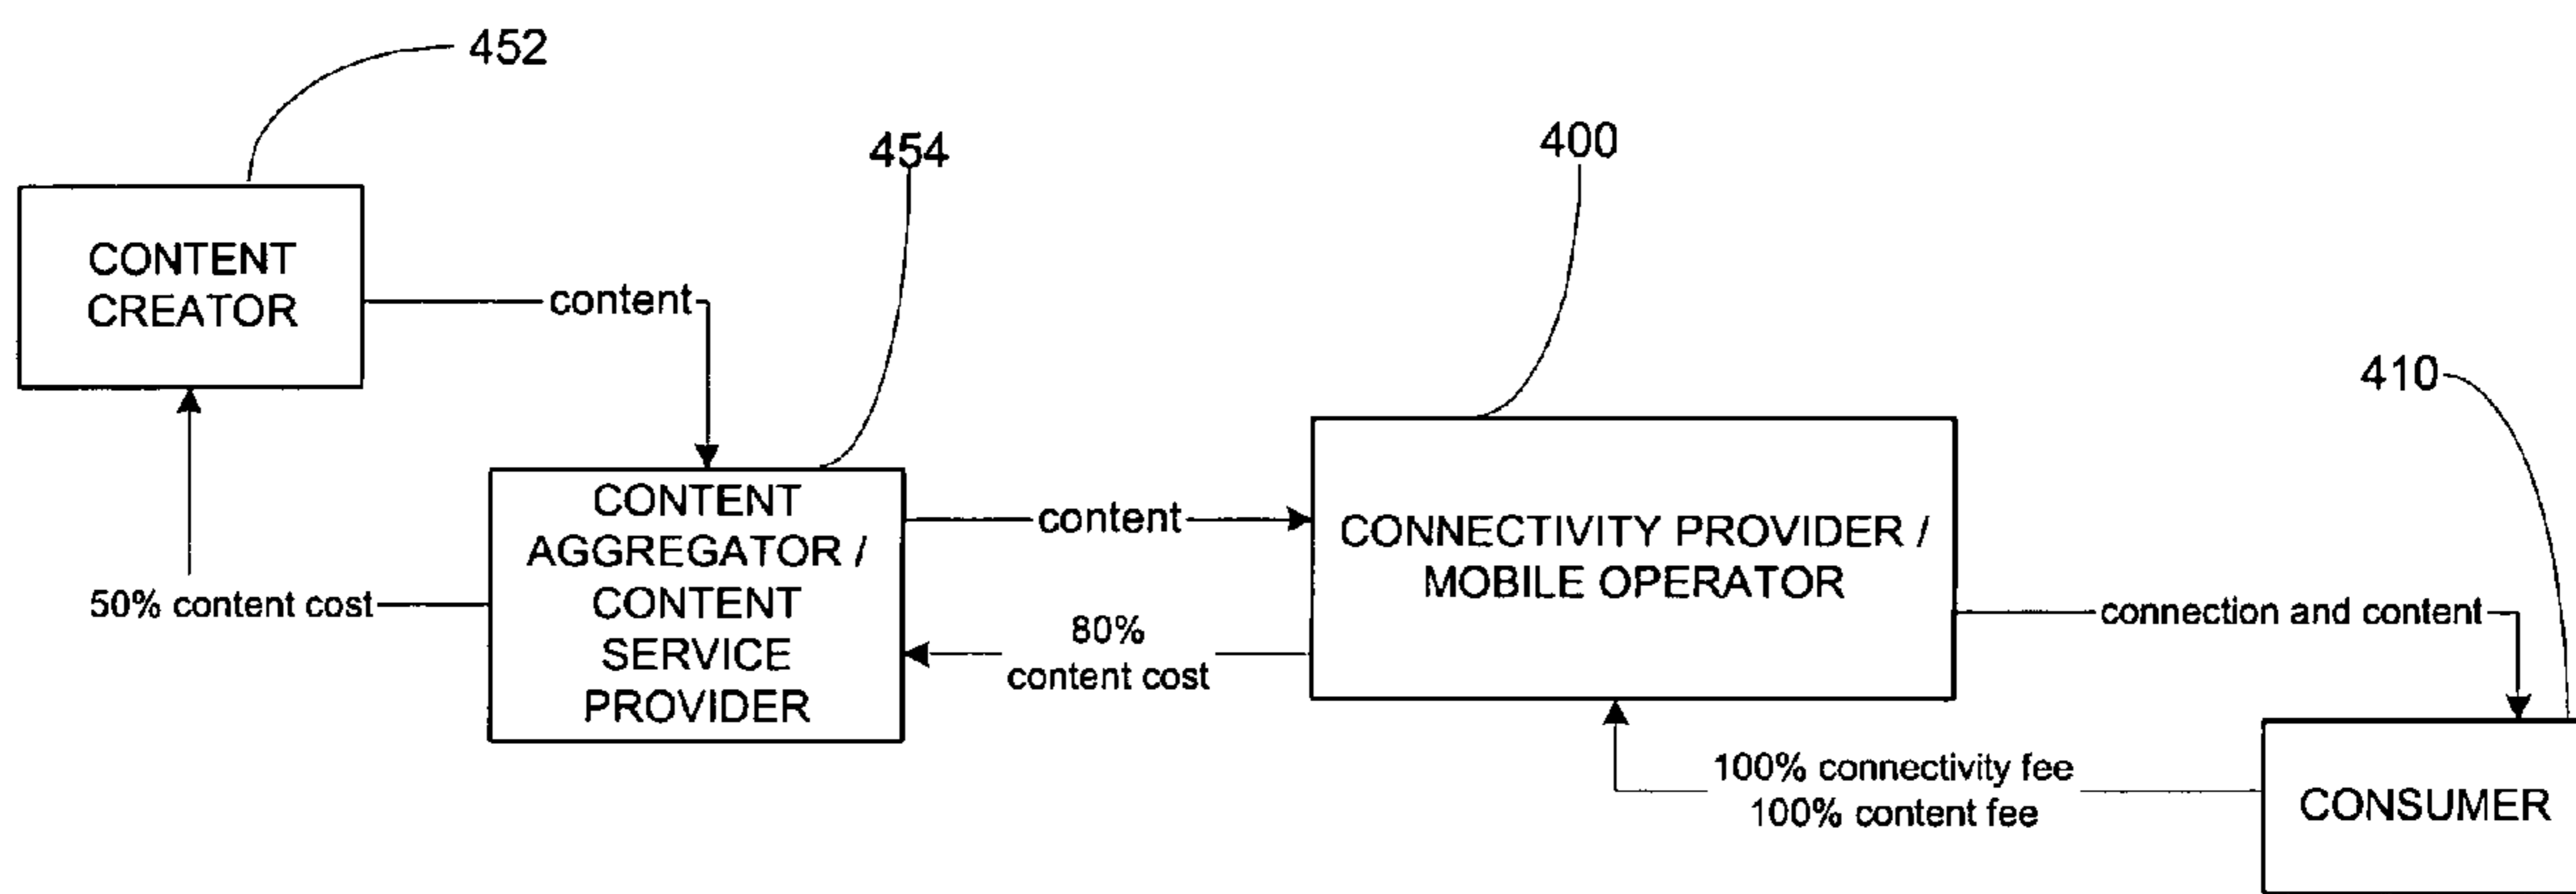 452
454
400
CONTENT
CREATOR
content
410
CONTENT
AGGREGATOR /
CONTENT
SERVICE
PROVIDER
content
CONNECTIVITY PROVIDER /
MOBILE OPERATOR
50% content cost
80%
content cost
connection and content
100% connectivity fee
100% content fee
CONSUMER